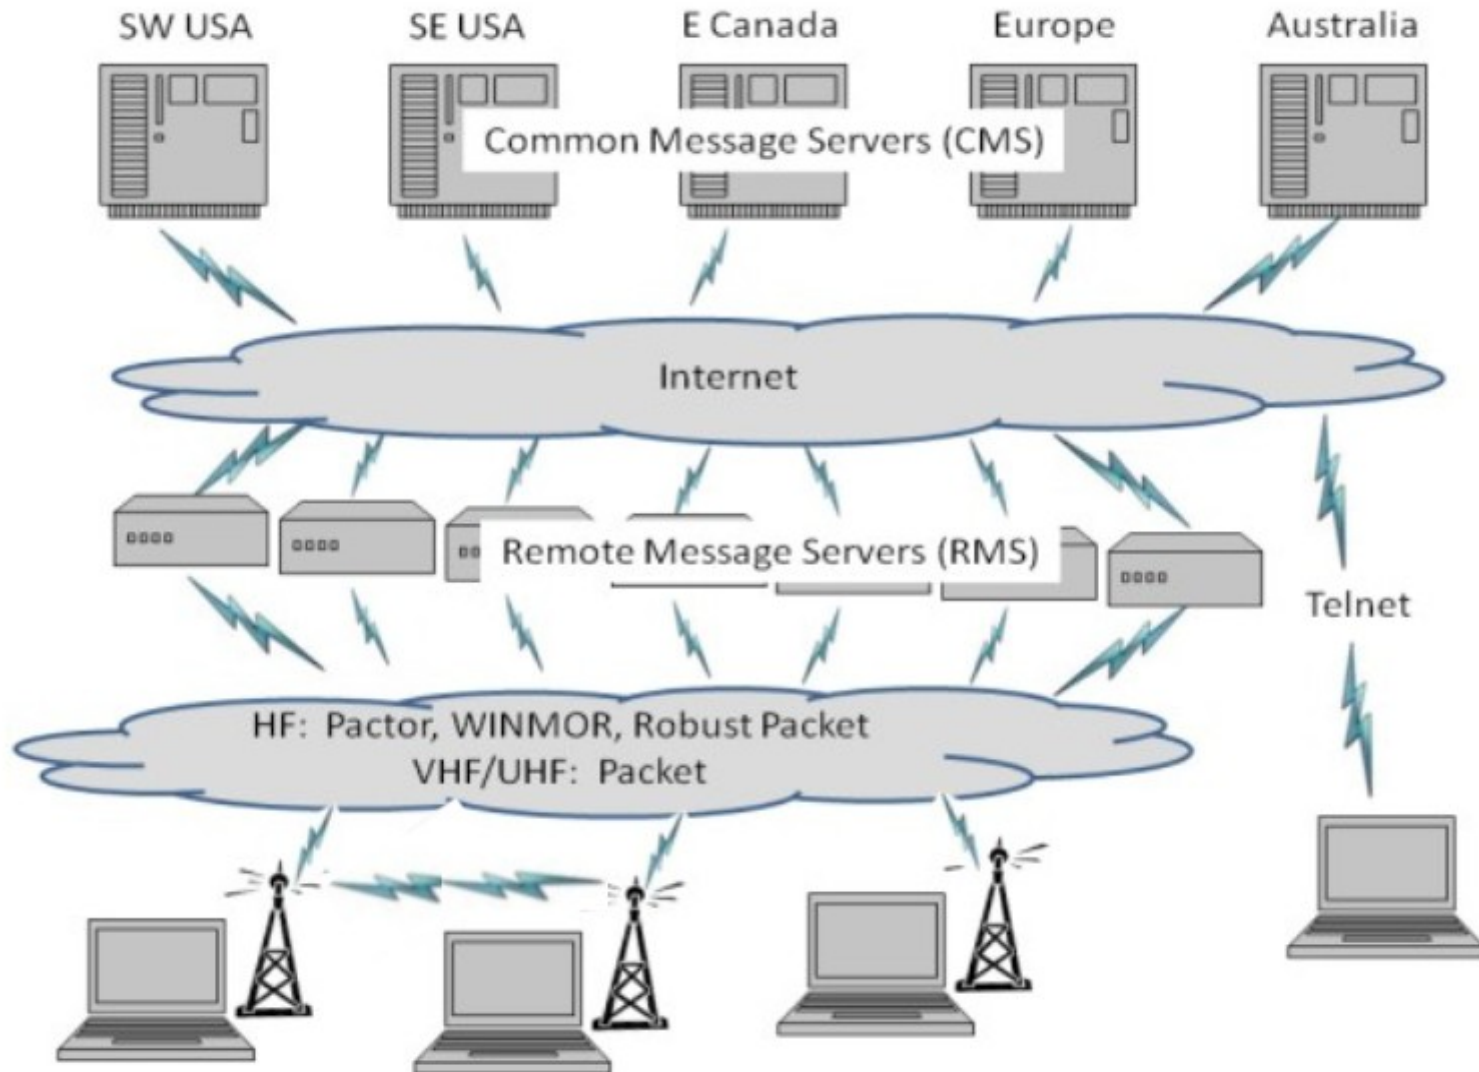 SW USA
SE USA
E Canada
Europe
Australia
Common Message Servers (CMS)
Internet
Remote Message Servers (RMS)
Telnet
HF:  Pactor, WINMOR, Robust Packet
VHF/UHF:  Packet